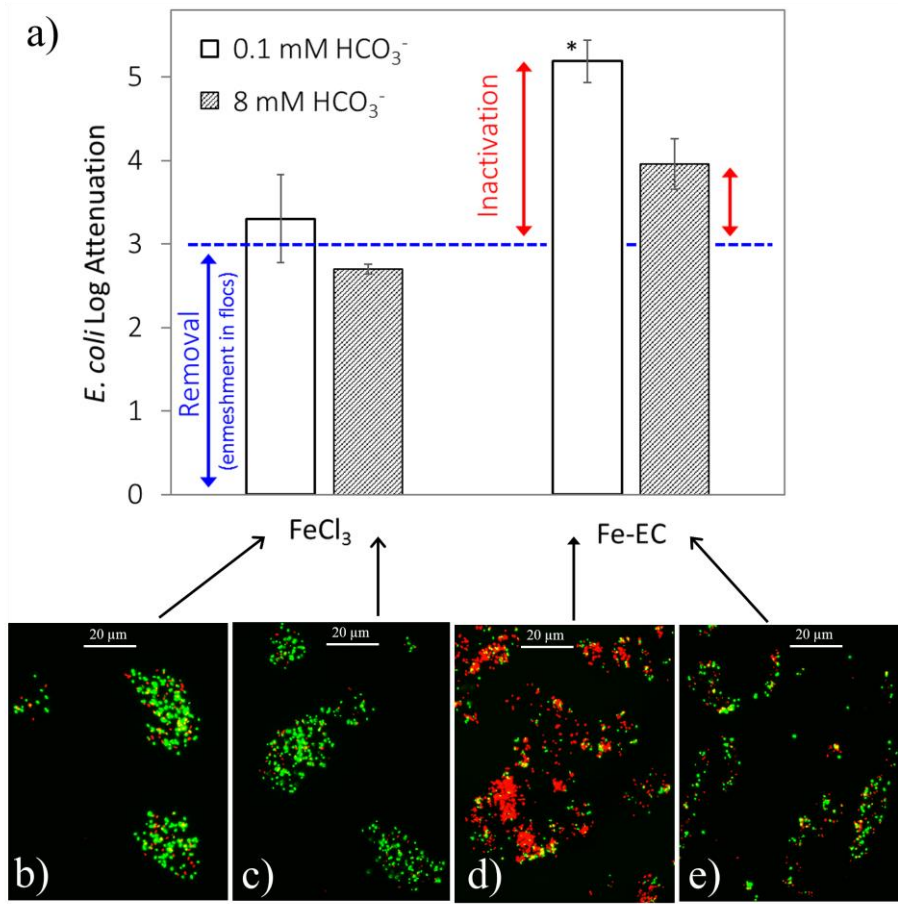 a)
0.1 mM HCO₃⁻
8 mM HCO₃⁻
*
E. coli Log Attenuation
5
4
3
2
1
0
Inactivation
Removal
(enmeshment in flocs)
FeCl₃
Fe-EC
20 µm
20 µm
20 µm
20 µm
b)
c)
d)
e)